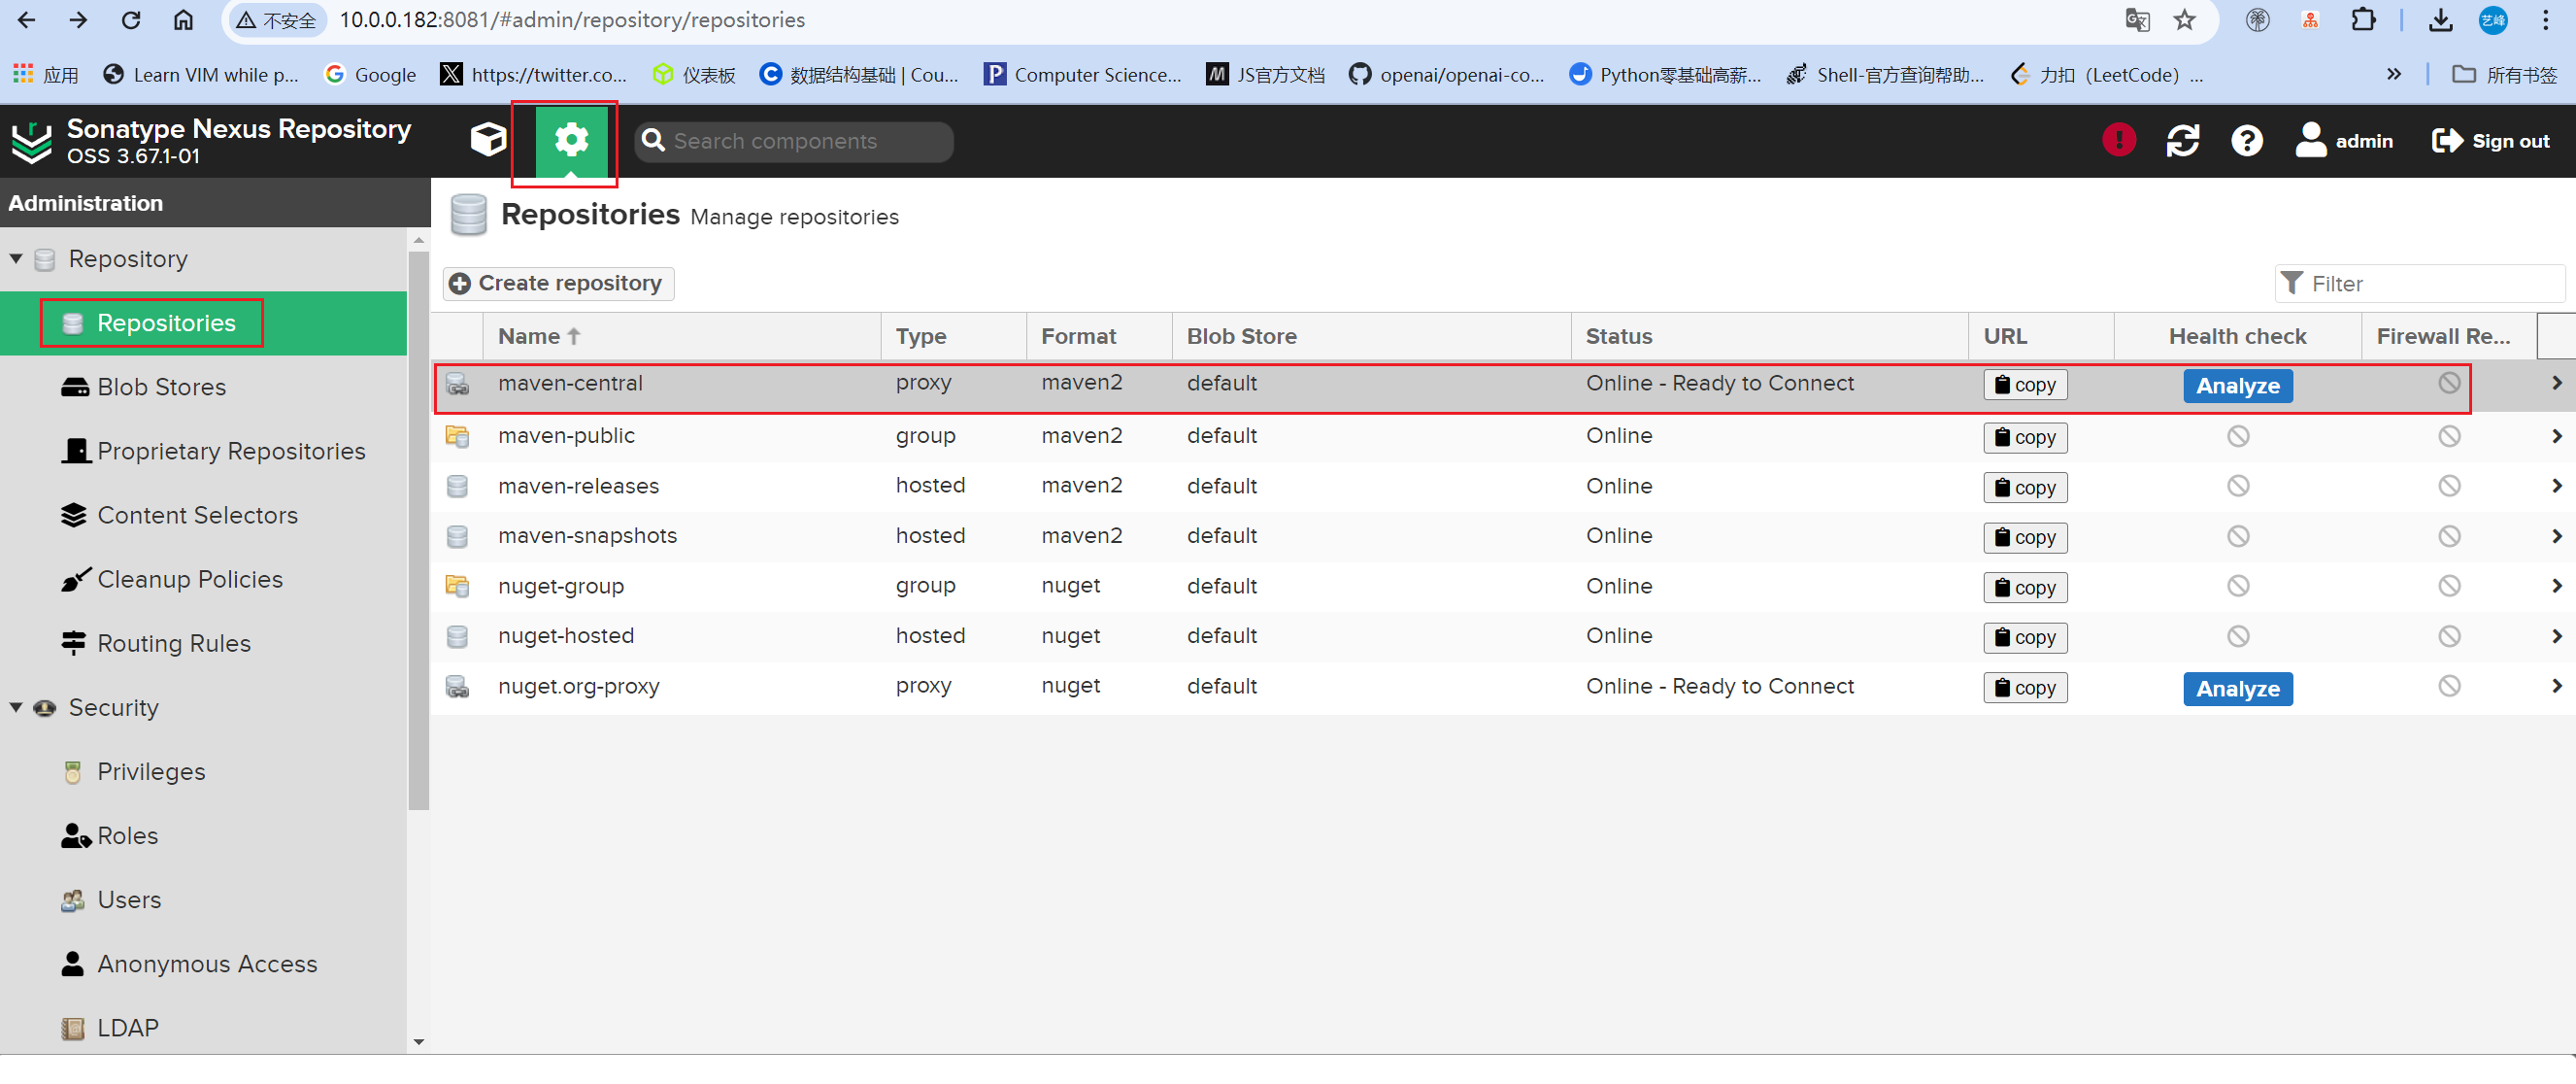 不安全 10.0.0.182:8081/#admin/repository/repositories 艺峰
应用 Learn VIM while p... Google https://twitter.co... 仪表板 数据结构基础 | Cou... Computer Science... JS官方文档 openai/openai-co... Python零基础高薪... Shell-官方查询帮助... 力扣（LeetCode）... 所有书签
Sonatype Nexus Repository
OSS 3.67.1-01
Search components
admin Sign out
Administration
Repository
Repositories
Blob Stores
Proprietary Repositories
Content Selectors
Cleanup Policies
Routing Rules
Security
Privileges
Roles
Users
Anonymous Access
LDAP
Repositories Manage repositories
Create repository Filter
Name Type Format Blob Store Status URL Health check Firewall Re...
maven-central proxy maven2 default Online - Ready to Connect copy Analyze
maven-public group maven2 default Online copy
maven-releases hosted maven2 default Online copy
maven-snapshots hosted maven2 default Online copy
nuget-group group nuget default Online copy
nuget-hosted hosted nuget default Online copy
nuget.org-proxy proxy nuget default Online - Ready to Connect copy Analyze